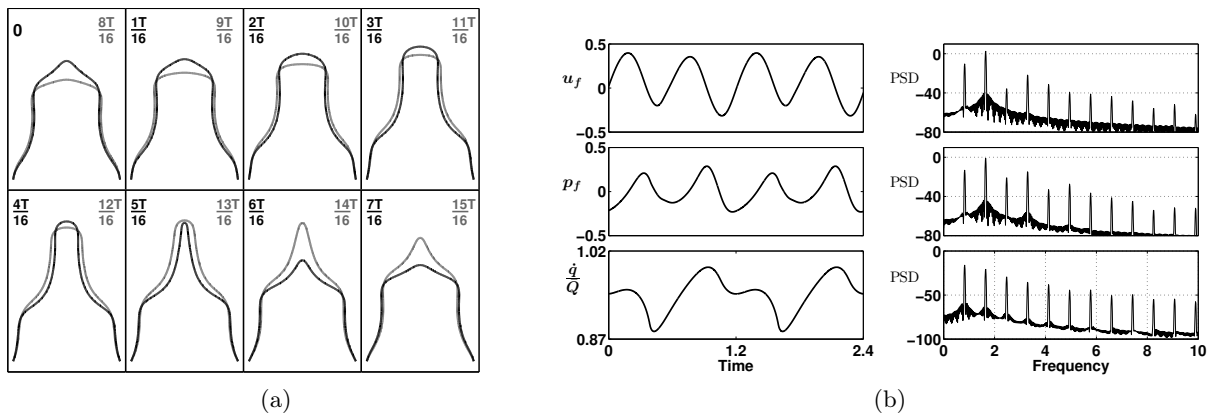 0 8T/16 1T/16 9T/16 2T/16 10T/16 3T/16 11T/16
4T/16 12T/16 5T/16 13T/16 6T/16 14T/16 7T/16 15T/16
(a)
0.5
u_f 0
−0.5
0.5
p_f 0
−0.5
1.02
q̇/Q
0.87
0 1.2 2.4
Time
0
PSD −40
−80
0
PSD −40
−80
0
PSD
−50
−100
0 2 4 6 8 10
Frequency
(b)